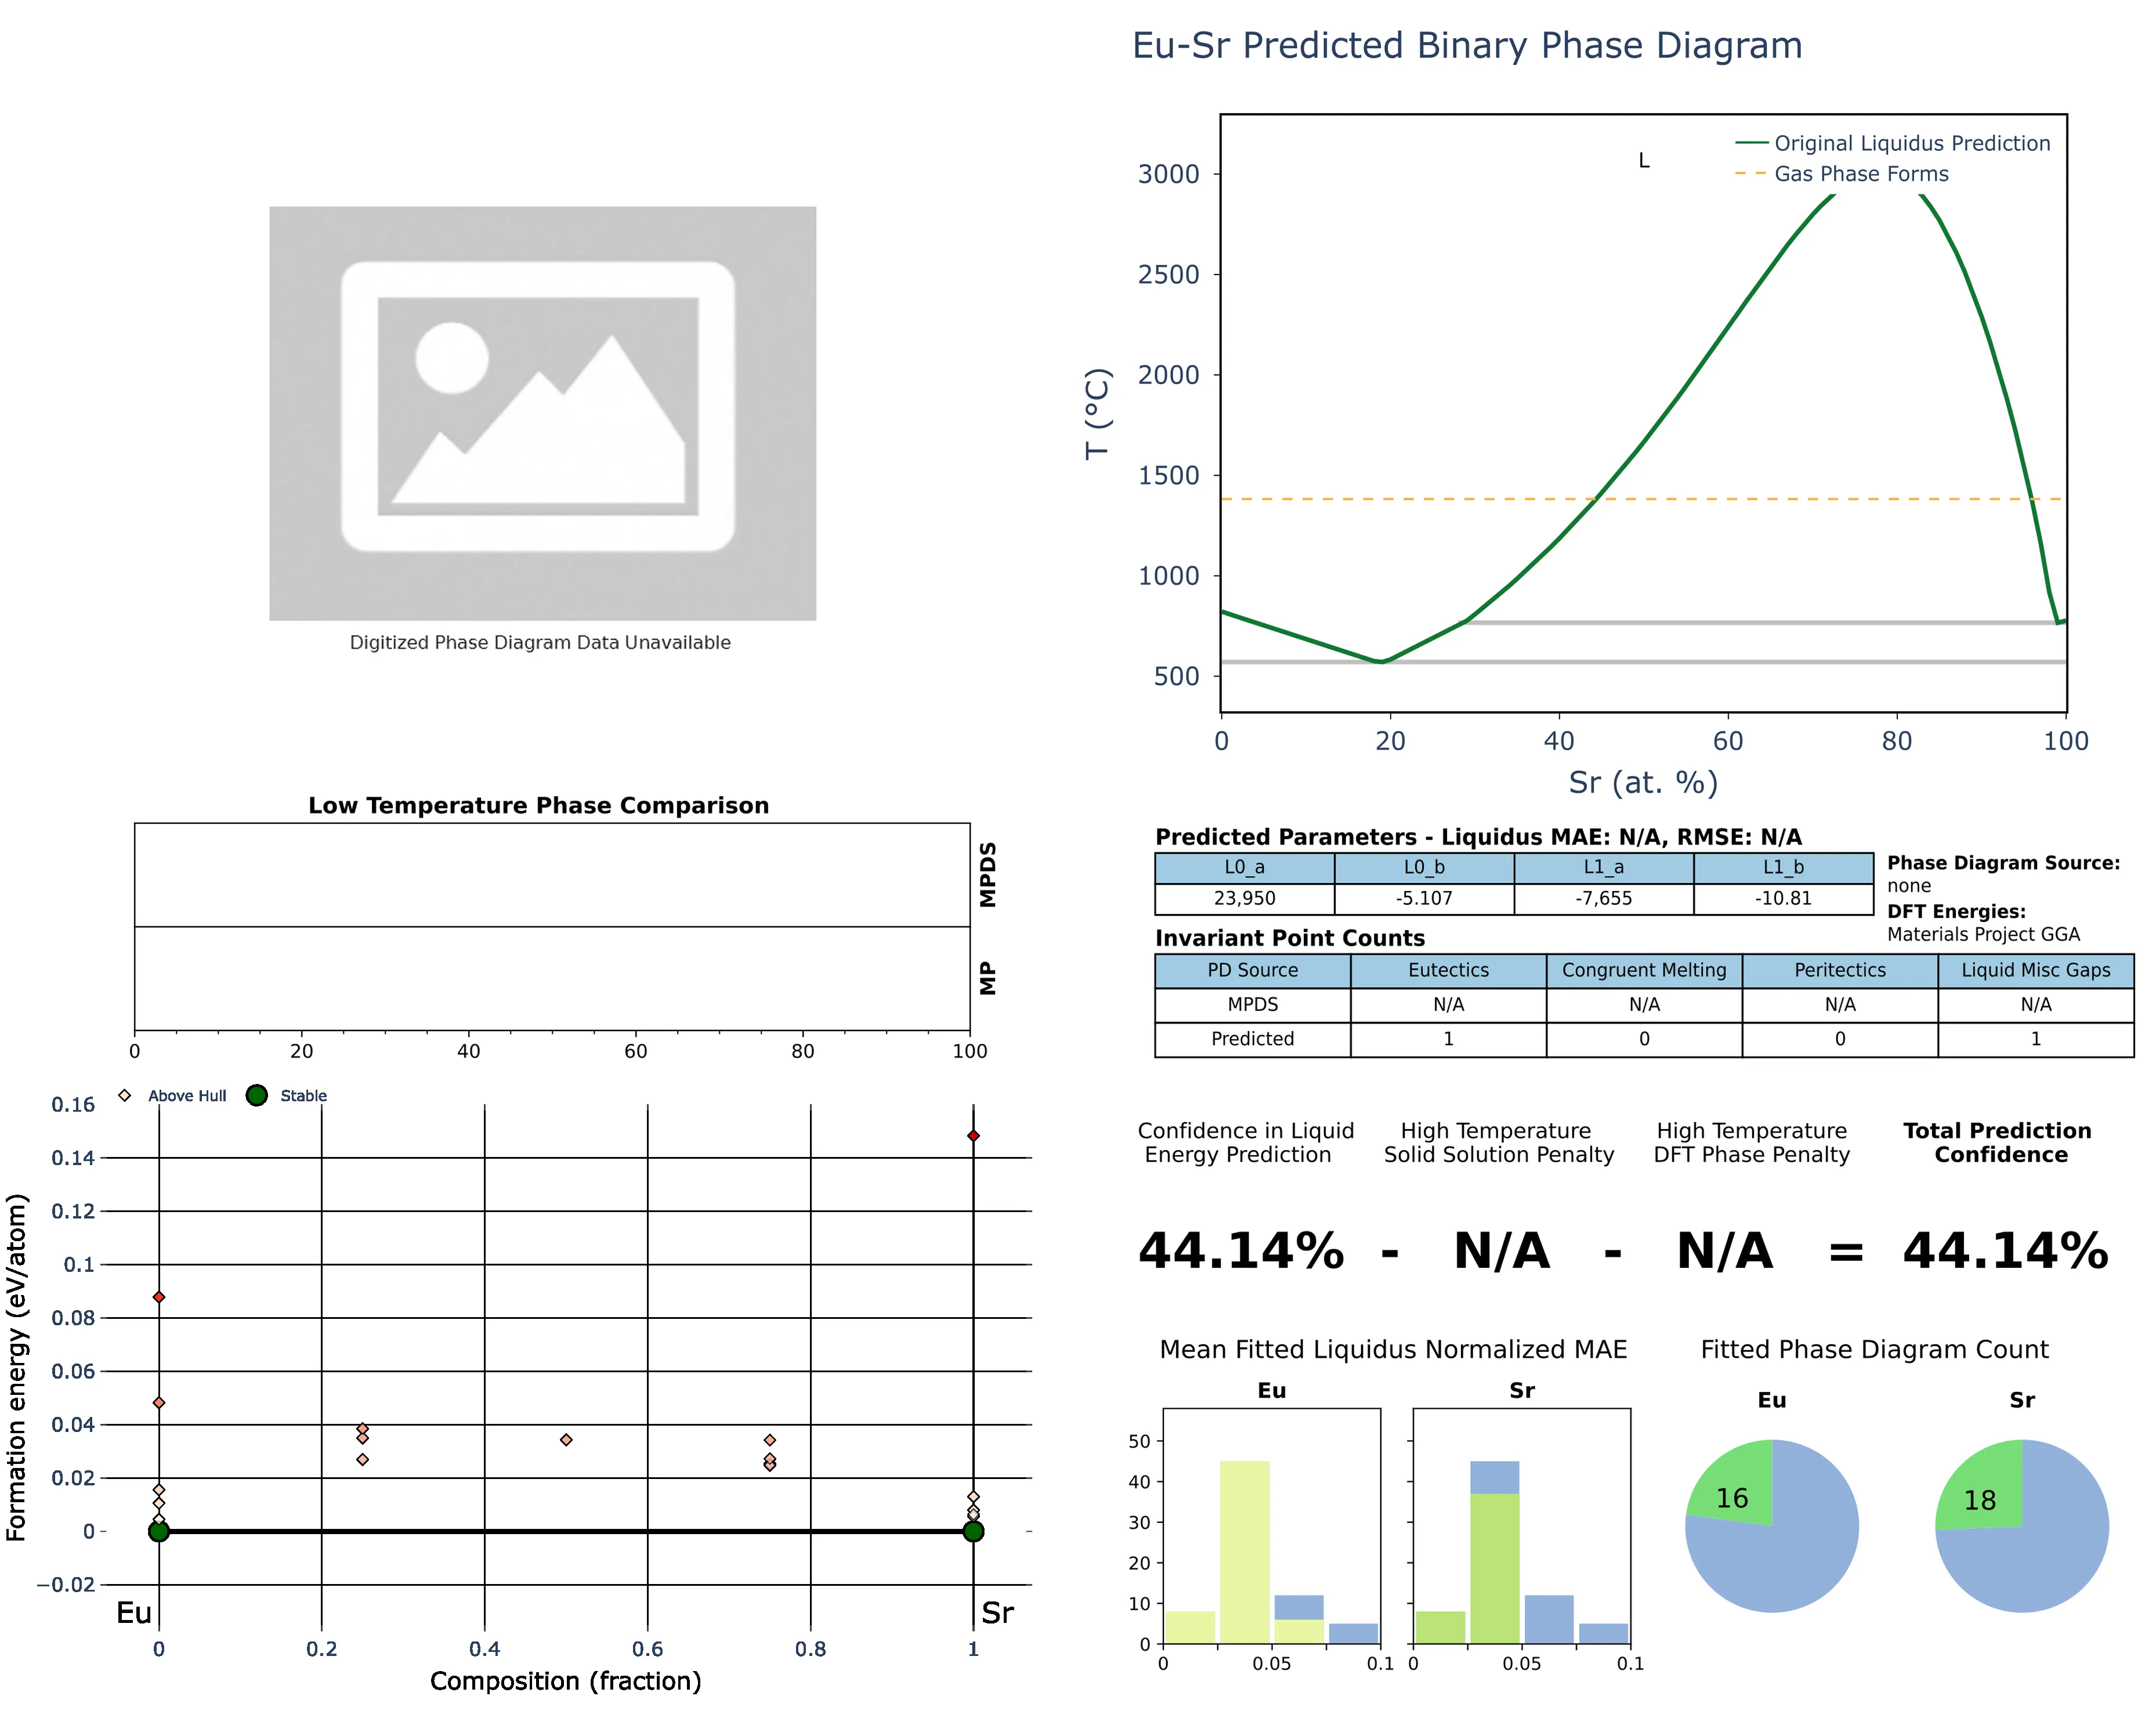 Eu-Sr Predicted Binary Phase Diagram
Digitized Phase Diagram Data Unavailable
L
Original Liquidus Prediction
Gas Phase Forms
T (°C)
3000
2500
2000
1500
1000
500
0 20 40 60 80 100
Sr (at. %)
Low Temperature Phase Comparison
MPDS
MP
0 20 40 60 80 100
Predicted Parameters - Liquidus MAE: N/A, RMSE: N/A
L0_a L0_b L1_a L1_b
23,950 -5.107 -7,655 -10.81
Phase Diagram Source:
none
DFT Energies:
Materials Project GGA
Invariant Point Counts
PD Source Eutectics Congruent Melting Peritectics Liquid Misc Gaps
MPDS N/A N/A N/A N/A
Predicted 1 0 0 1
Above Hull Stable
Formation energy (eV/atom)
0.16
0.14
0.12
0.1
0.08
0.06
0.04
0.02
0
−0.02
Eu Sr
0 0.2 0.4 0.6 0.8 1
Composition (fraction)
Confidence in Liquid
Energy Prediction
High Temperature
Solid Solution Penalty
High Temperature
DFT Phase Penalty
Total Prediction
Confidence
44.14% - N/A - N/A = 44.14%
Mean Fitted Liquidus Normalized MAE
Eu Sr
50
40
30
20
10
0
0 0.05 0.1 0 0.05 0.1
Fitted Phase Diagram Count
Eu Sr
16 18